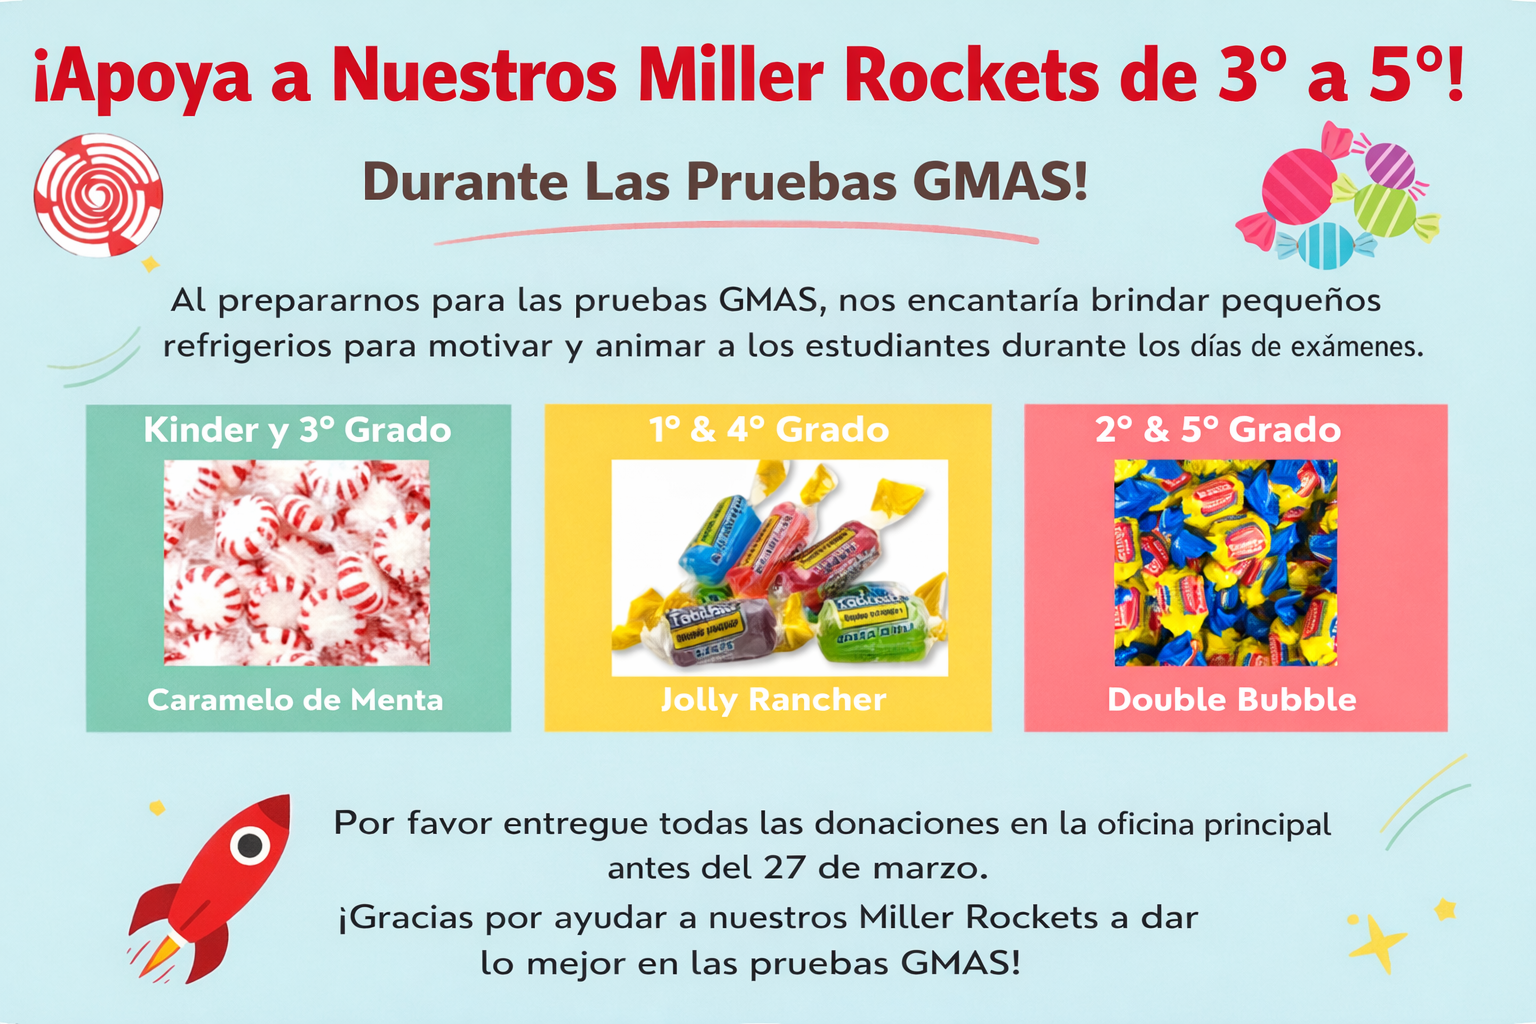 ¡Apoya a Nuestros Miller Rockets de 3° a 5°!
Durante Las Pruebas GMAS!
Al prepararnos para las pruebas GMAS, nos encantaría brindar pequeños
refrigerios para motivar y animar a los estudiantes durante los días de exámenes.
Kinder y 3° Grado
Caramelo de Menta
1° & 4° Grado
Jolly Rancher
2° & 5° Grado
Double Bubble
Por favor entregue todas las donaciones en la oficina principal
antes del 27 de marzo.
¡Gracias por ayudar a nuestros Miller Rockets a dar
lo mejor en las pruebas GMAS!